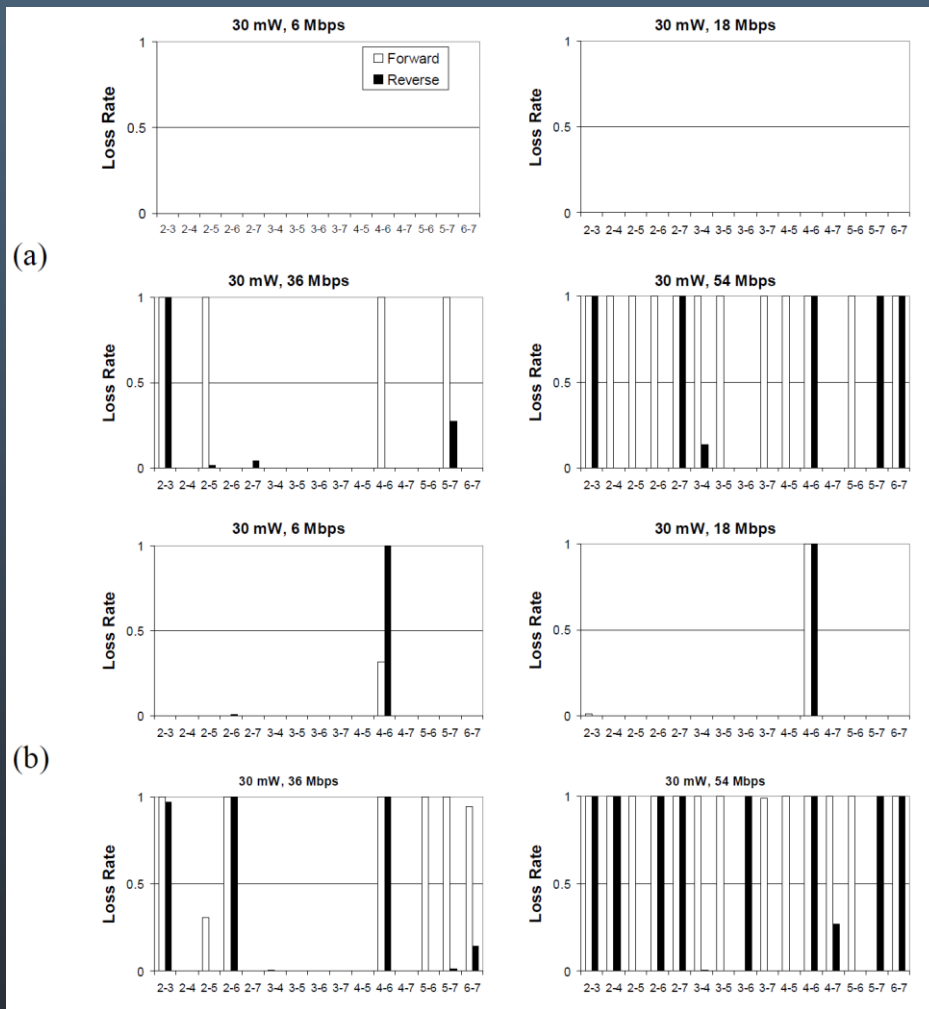 30 mW, 6 Mbps
1
0.5
0
Loss Rate
Forward
Reverse
2-3 2-4 2-5 2-6 2-7 3-4 3-5 3-6 3-7 4-5 4-6 4-7 5-6 5-7 6-7
30 mW, 18 Mbps
1
0.5
0
Loss Rate
2-3 2-4 2-5 2-6 2-7 3-4 3-5 3-6 3-7 4-5 4-6 4-7 5-6 5-7 6-7
(a)
30 mW, 36 Mbps
1
0.5
0
Loss Rate
2-3 2-4 2-5 2-6 2-7 3-4 3-5 3-6 3-7 4-5 4-6 4-7 5-6 5-7 6-7
30 mW, 54 Mbps
1
0.5
0
Loss Rate
2-3 2-4 2-5 2-6 2-7 3-4 3-5 3-6 3-7 4-5 4-6 4-7 5-6 5-7 6-7
30 mW, 6 Mbps
1
0.5
0
Loss Rate
2-3 2-4 2-5 2-6 2-7 3-4 3-5 3-6 3-7 4-5 4-6 4-7 5-6 5-7 6-7
30 mW, 18 Mbps
1
0.5
0
Loss Rate
2-3 2-4 2-5 2-6 2-7 3-4 3-5 3-6 3-7 4-5 4-6 4-7 5-6 5-7 6-7
(b)
30 mW, 36 Mbps
1
0.5
0
Loss Rate
2-3 2-4 2-5 2-6 2-7 3-4 3-5 3-6 3-7 4-5 4-6 4-7 5-6 5-7 6-7
30 mW, 54 Mbps
1
0.5
0
Loss Rate
2-3 2-4 2-5 2-6 2-7 3-4 3-5 3-6 3-7 4-5 4-6 4-7 5-6 5-7 6-7